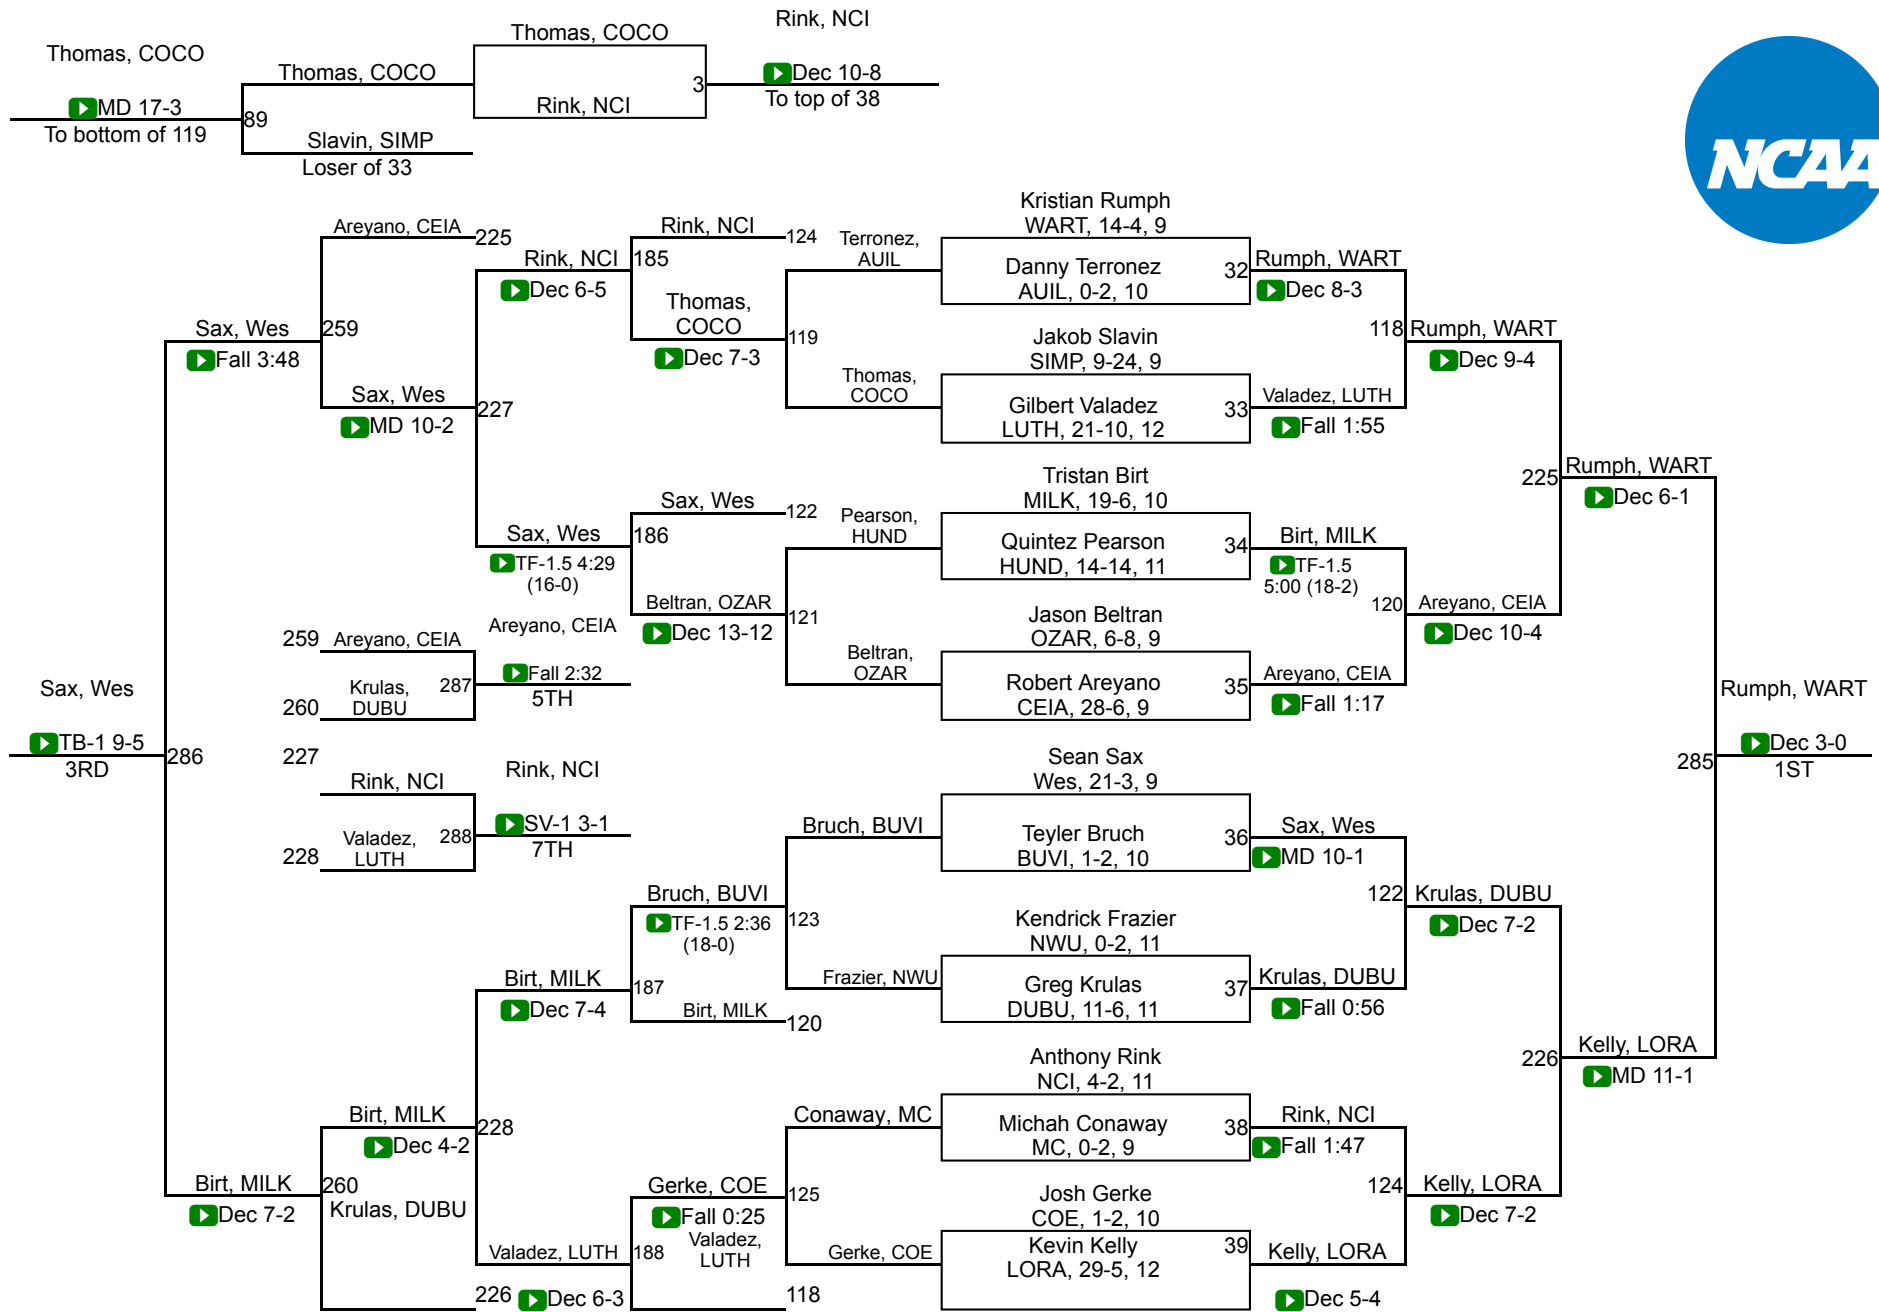 Rink, NCI
Thomas, COCO
Thomas, COCO
Thomas, COCO
Dec 10-8
3
MD 17-3
Rink, NCI
To top of 38
89
To bottom of 119
Slavin, SIMP
Loser of 33
NCAA
Kristian Rumph
WART, 14-4, 9
Areyano, CEIA
225
Rink, NCI
124
Terronez,
AUIL
Rink, NCI
185
Danny Terronez
AUIL, 0-2, 10
32
Rumph, WART
Dec 6-5
Dec 8-3
Thomas,
COCO
Sax, Wes
259
119
Jakob Slavin
SIMP, 9-24, 9
118
Rumph, WART
Fall 3:48
Dec 7-3
Dec 9-4
Thomas,
COCO
Sax, Wes
227
Gilbert Valadez
LUTH, 21-10, 12
33
Valadez, LUTH
MD 10-2
Fall 1:55
Tristan Birt
MILK, 19-6, 10
225
Rumph, WART
Dec 6-1
Sax, Wes
122
Pearson,
HUND
Sax, Wes
186
Quintez Pearson
HUND, 14-14, 11
34
Birt, MILK
TF-1.5 4:29
(16-0)
TF-1.5
5:00 (18-2)
Beltran, OZAR
121
Jason Beltran
OZAR, 6-8, 9
120
Areyano, CEIA
Dec 13-12
Dec 10-4
259
Areyano, CEIA
Areyano, CEIA
Beltran,
OZAR
Krulas,
DUBU
287
Fall 2:32
5TH
260
Robert Areyano
CEIA, 28-6, 9
35
Areyano, CEIA
Fall 1:17
Sax, Wes
Rumph, WART
TB-1 9-5
3RD
286
227
Sean Sax
Wes, 21-3, 9
285
Dec 3-0
1ST
Rink, NCI
Rink, NCI
Valadez,
LUTH
288
SV-1 3-1
7TH
228
Bruch, BUVI
Teyler Bruch
BUVI, 1-2, 10
36
Sax, Wes
MD 10-1
Bruch, BUVI
TF-1.5 2:36
(18-0)
123
Kendrick Frazier
NWU, 0-2, 11
122
Krulas, DUBU
Dec 7-2
Birt, MILK
187
Frazier, NWU
Greg Krulas
DUBU, 11-6, 11
37
Krulas, DUBU
Dec 7-4
Birt, MILK
120
Fall 0:56
Anthony Rink
NCI, 4-2, 11
226
Kelly, LORA
MD 11-1
Birt, MILK
228
Conaway, MC
Michah Conaway
MC, 0-2, 9
38
Rink, NCI
Dec 4-2
Fall 1:47
Birt, MILK
260
Krulas, DUBU
Gerke, COE
125
Josh Gerke
COE, 1-2, 10
124
Kelly, LORA
Dec 7-2
Fall 0:25
Dec 7-2
Valadez, LUTH
188
Valadez,
LUTH
Gerke, COE
Kevin Kelly
LORA, 29-5, 12
39
Kelly, LORA
226
Dec 6-3
118
Dec 5-4